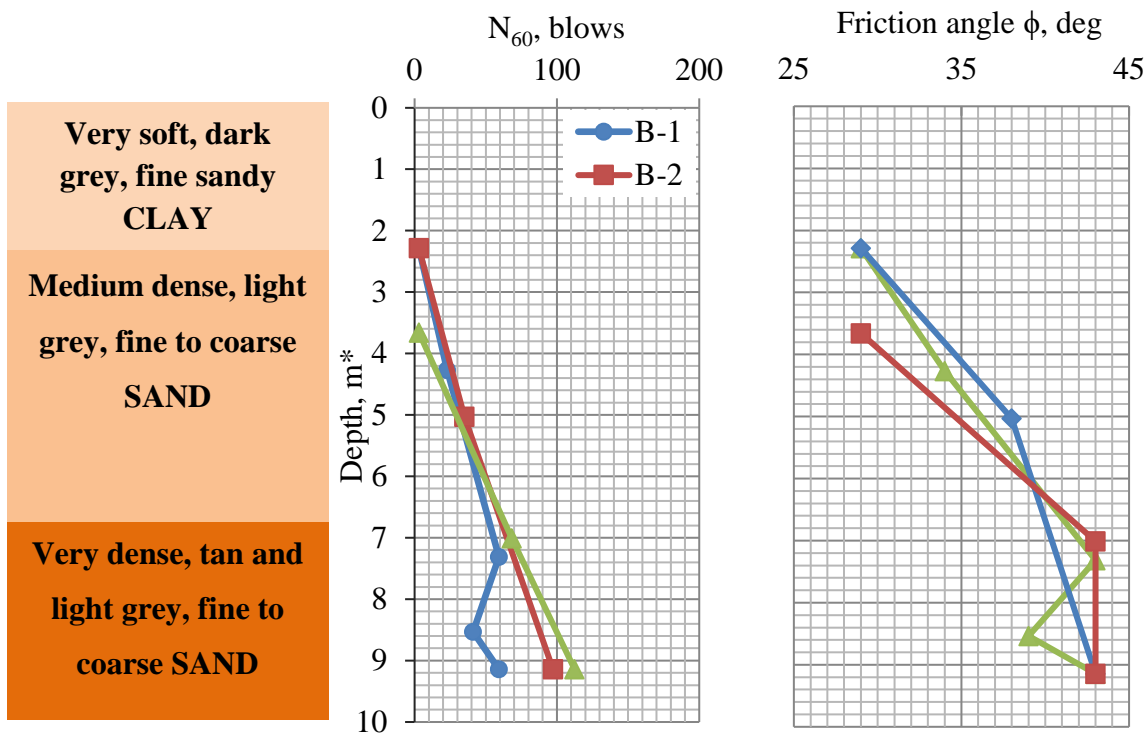 N60, blows
Friction angle ϕ, deg
0 100 200
25 35 45
Very soft, dark
grey, fine sandy
CLAY
Medium dense, light
grey, fine to coarse
SAND
Very dense, tan and
light grey, fine to
coarse SAND
Depth, m*
0
1
2
3
4
5
6
7
8
9
10
B-1
B-2